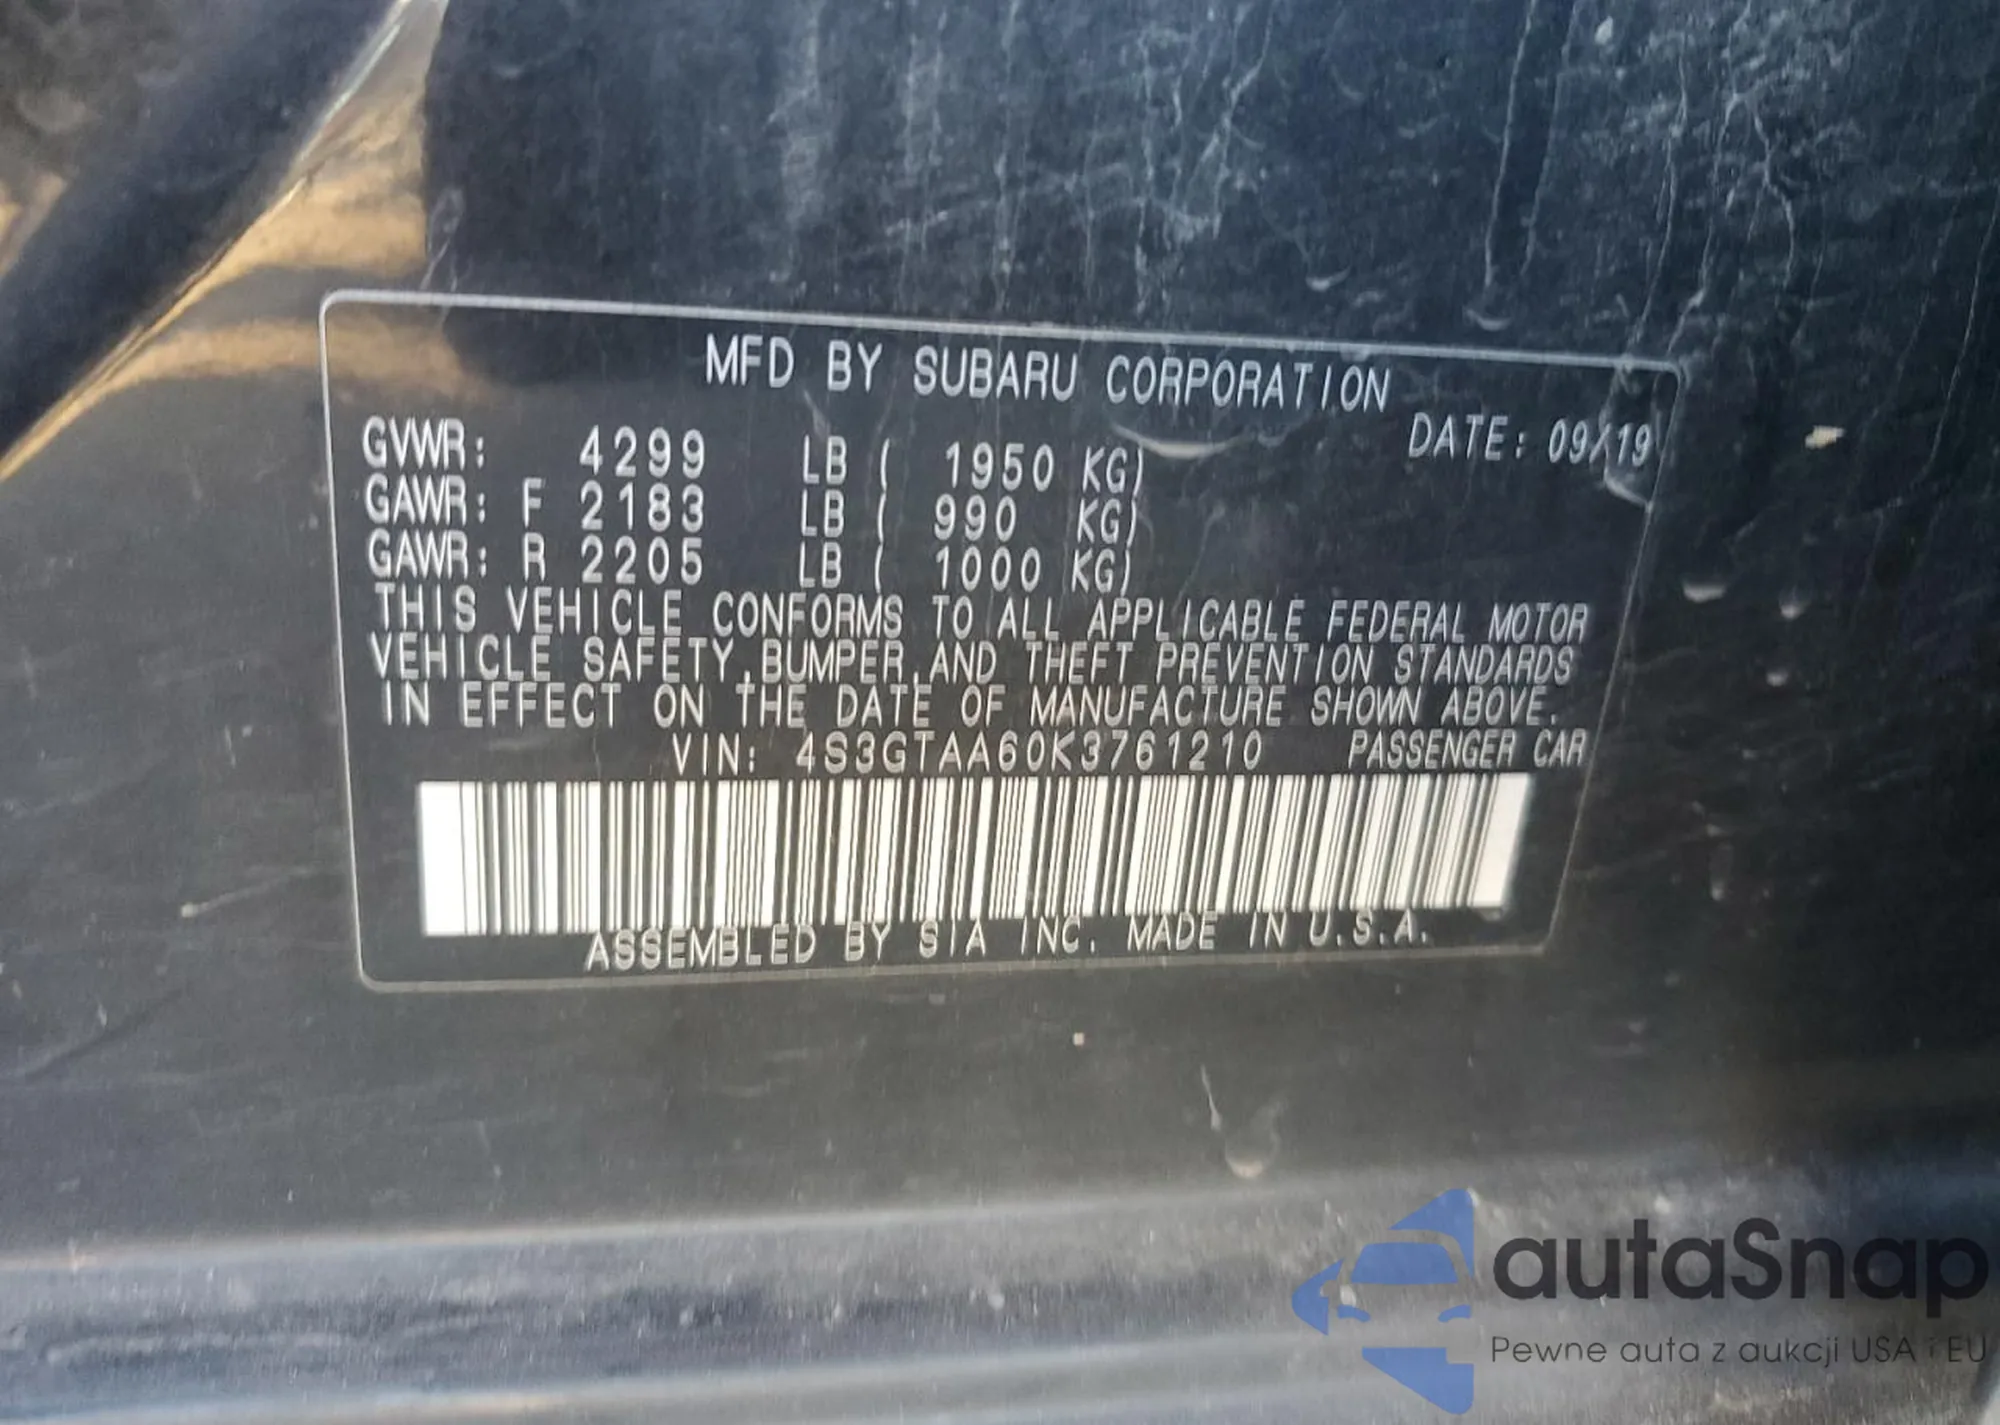 MFD BY SUBARU CORPORATION
DATE: 09/19
GVWR: 4299 LB ( 1950 KG)
GAWR: F 2183 LB ( 990 KG)
GAWR: R 2205 LB ( 1000 KG)
THIS VEHICLE CONFORMS TO ALL APPLICABLE FEDERAL MOTOR
VEHICLE SAFETY,BUMPER,AND THEFT PREVENTION STANDARDS
IN EFFECT ON THE DATE OF MANUFACTURE SHOWN ABOVE.
VIN: 4S3GTAA60K3761210 PASSENGER CAR
ASSEMBLED BY SIA INC. MADE IN U.S.A.
autaSnap
Pewne auta z aukcji USA i EU